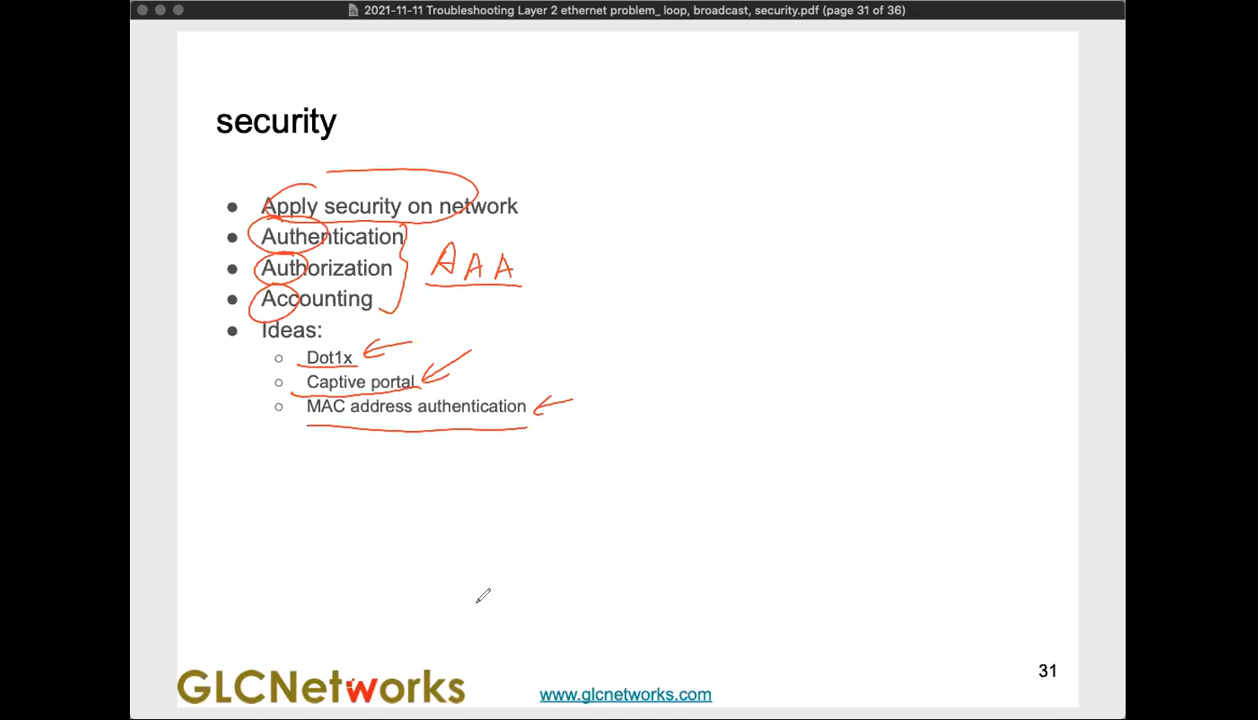 2021-11-11 Troubleshooting Layer 2 ethernet problem_ loop, broadcast, security.pdf (page 31 of 36)
security
Apply security on network
Authentication
Authorization
Accounting
AAA
Ideas:
Dot1x
Captive portal
MAC address authentication
31
GLCNetworks
www.glcnetworks.com